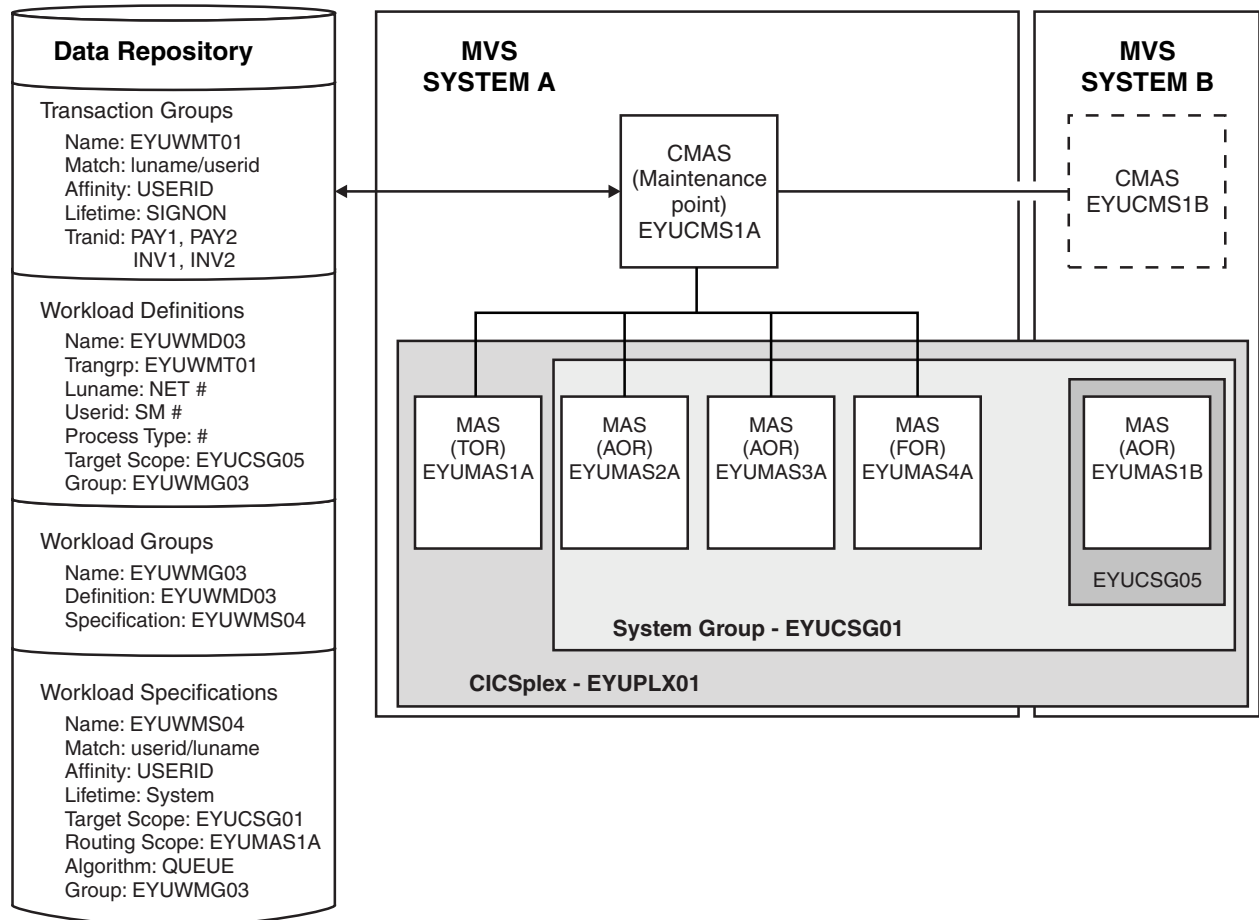 Data Repository
Transaction Groups
Name: EYUWMT01
Match: luname/userid
Affinity: USERID
Lifetime: SIGNON
Tranid: PAY1, PAY2
INV1, INV2
Workload Definitions
Name: EYUWMD03
Trangrp: EYUWMT01
Luname: NET #
Userid: SM #
Process Type: #
Target Scope: EYUCSG05
Group: EYUWMG03
Workload Groups
Name: EYUWMG03
Definition: EYUWMD03
Specification: EYUWMS04
Workload Specifications
Name: EYUWMS04
Match: userid/luname
Affinity: USERID
Lifetime: System
Target Scope: EYUCSG01
Routing Scope: EYUMAS1A
Algorithm: QUEUE
Group: EYUWMG03
MVS
SYSTEM A
CMAS
(Maintenance
point)
EYUCMS1A
MVS
SYSTEM B
CMAS
EYUCMS1B
MAS
(TOR)
EYUMAS1A
MAS
(AOR)
EYUMAS2A
MAS
(AOR)
EYUMAS3A
MAS
(FOR)
EYUMAS4A
MAS
(AOR)
EYUMAS1B
EYUCSG05
System Group - EYUCSG01
CICSplex - EYUPLX01